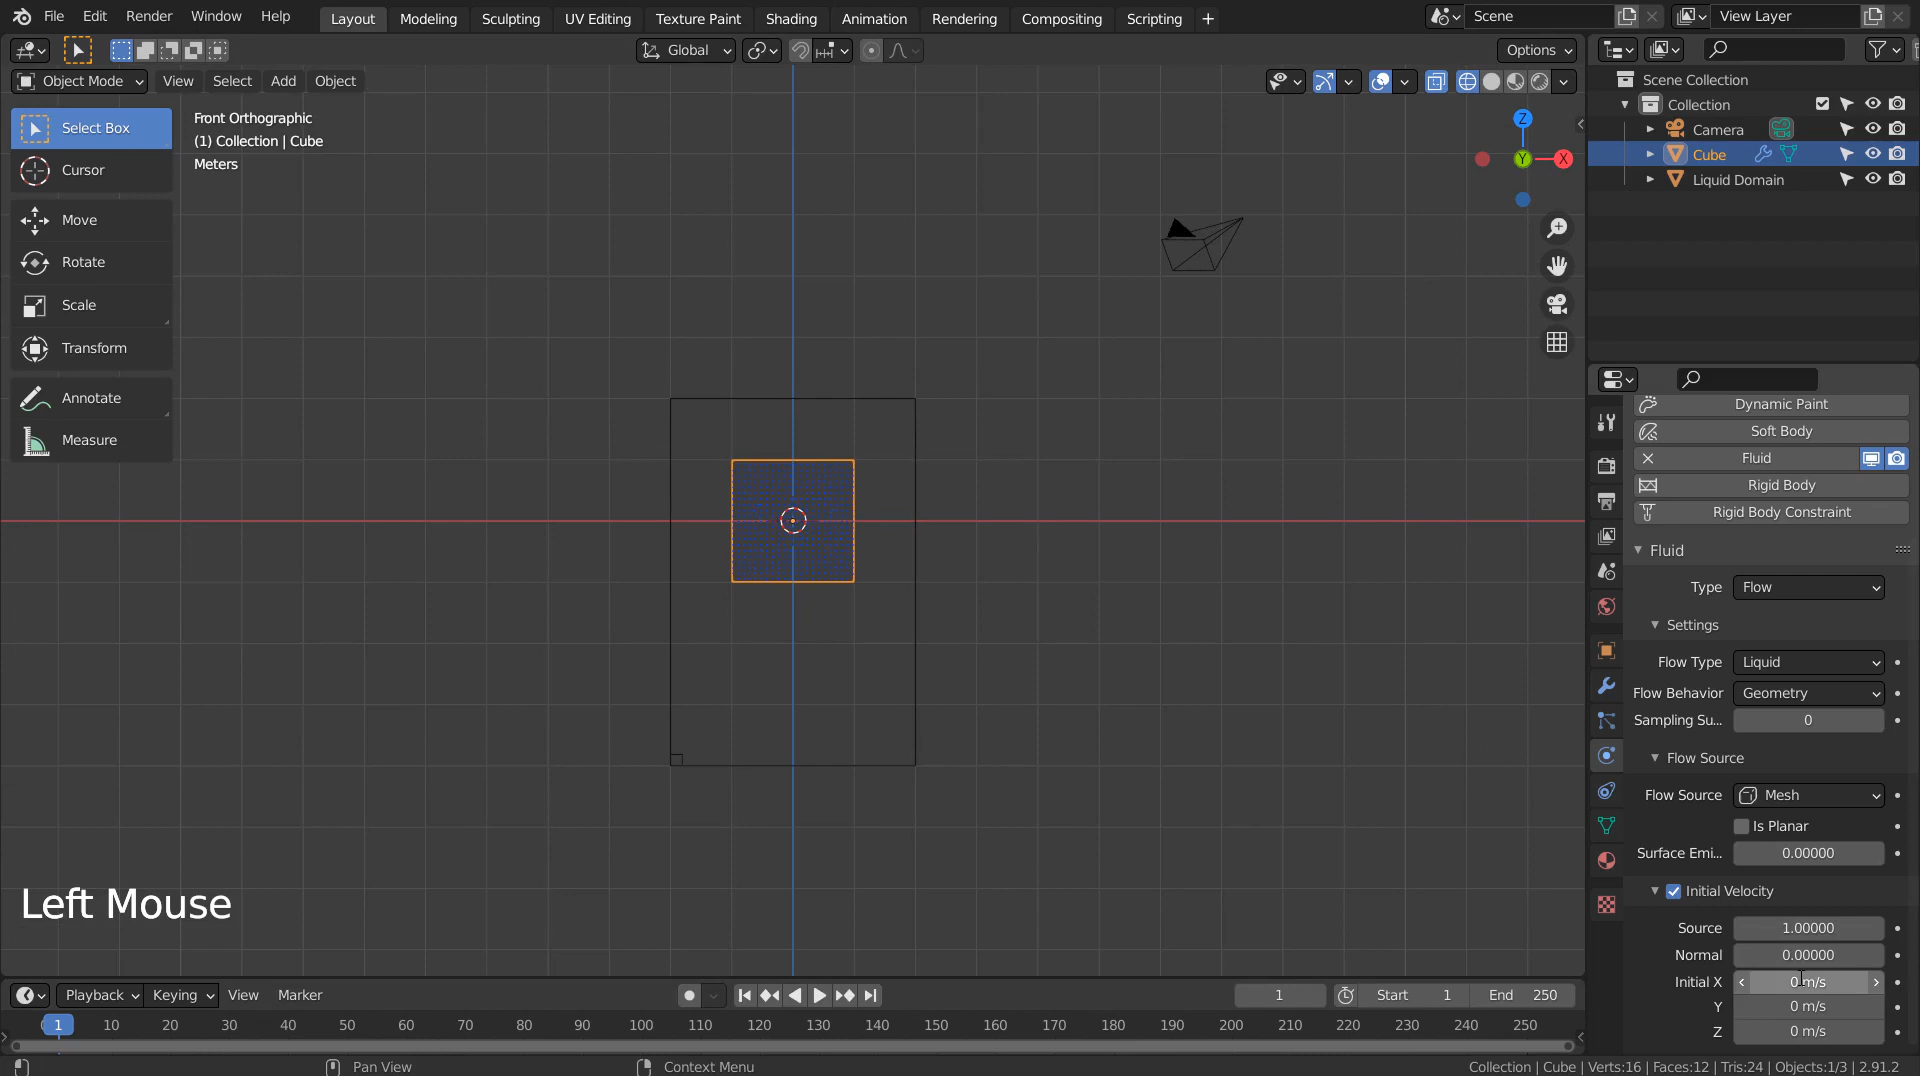 File Edit Render Window Help Layout Modeling Sculpting UV Editing Texture Paint Shading Animation Rendering Compositing Scripting + Scene View Layer
Global Options
Object Mode View Select Add Object
Scene Collection
Collection
Camera
Cube
Liquid Domain
Select Box
Cursor
Move
Rotate
Scale
Transform
Annotate
Measure
Front Orthographic
(1) Collection | Cube
Meters
Z
Y
X
Dynamic Paint
Soft Body
Fluid
Rigid Body
Rigid Body Constraint
Fluid
Type Flow
Settings
Flow Type Liquid
Flow Behavior Geometry
Sampling Su... 0
Flow Source
Flow Source Mesh
Is Planar
Surface Emi... 0.00000
Initial Velocity
Source 1.00000
Normal 0.00000
Initial X 0 m/s
Y 0 m/s
Z 0 m/s
Left Mouse
Playback Keying View Marker 1 Start 1 End 250
1 10 20 30 40 50 60 70 80 90 100 110 120 130 140 150 160 170 180 190 200 210 220 230 240 250
Pan View Context Menu Collection | Cube | Verts:16 | Faces:12 | Tris:24 | Objects:1/3 | 2.91.2